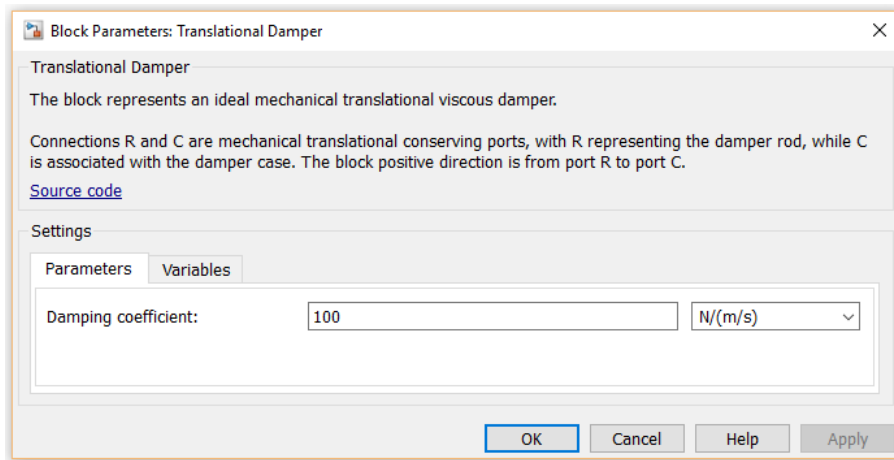 Block Parameters: Translational Damper
Translational Damper
The block represents an ideal mechanical translational viscous damper.
Connections R and C are mechanical translational conserving ports, with R representing the damper rod, while C
is associated with the damper case. The block positive direction is from port R to port C.
Source code
Settings
Parameters Variables
Damping coefficient: 100 N/(m/s)
OK Cancel Help Apply